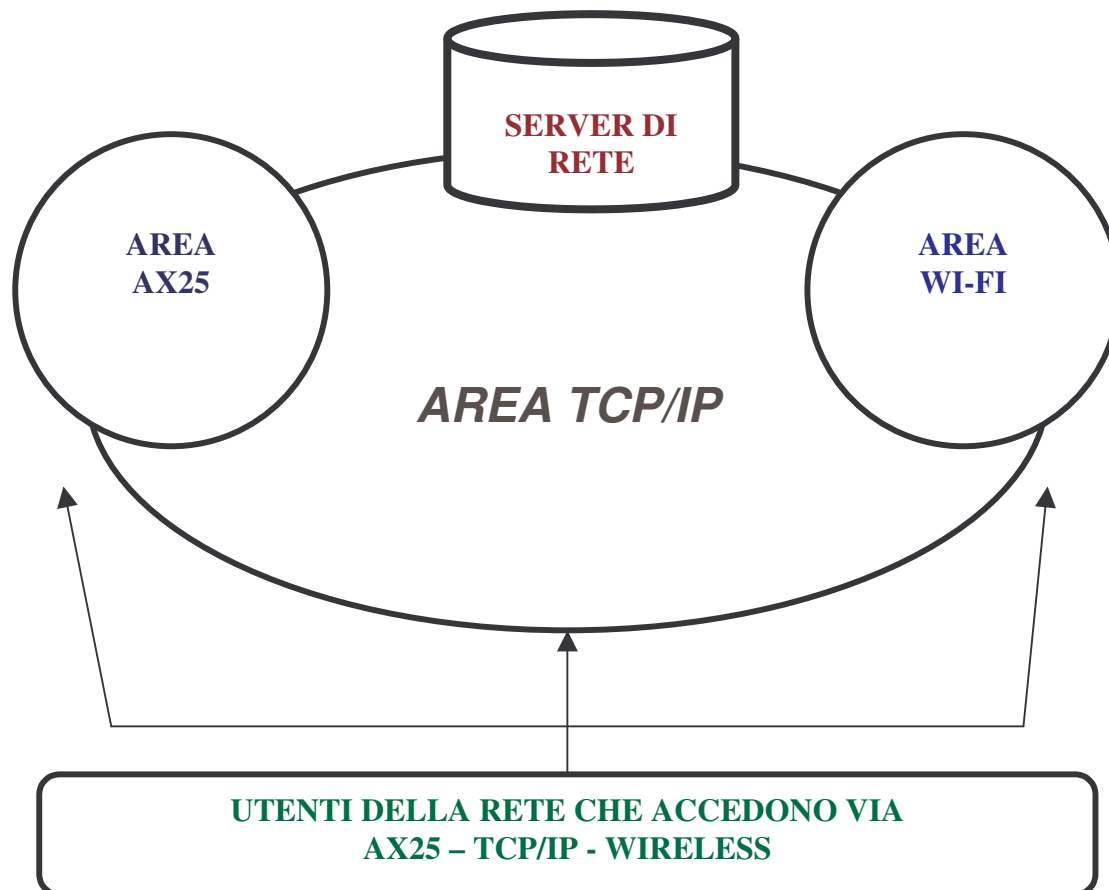 SERVER DI
RETE
AREA
AX25
AREA
WI-FI
AREA TCP/IP
UTENTI DELLA RETE CHE ACCEDONO VIA
AX25 – TCP/IP - WIRELESS